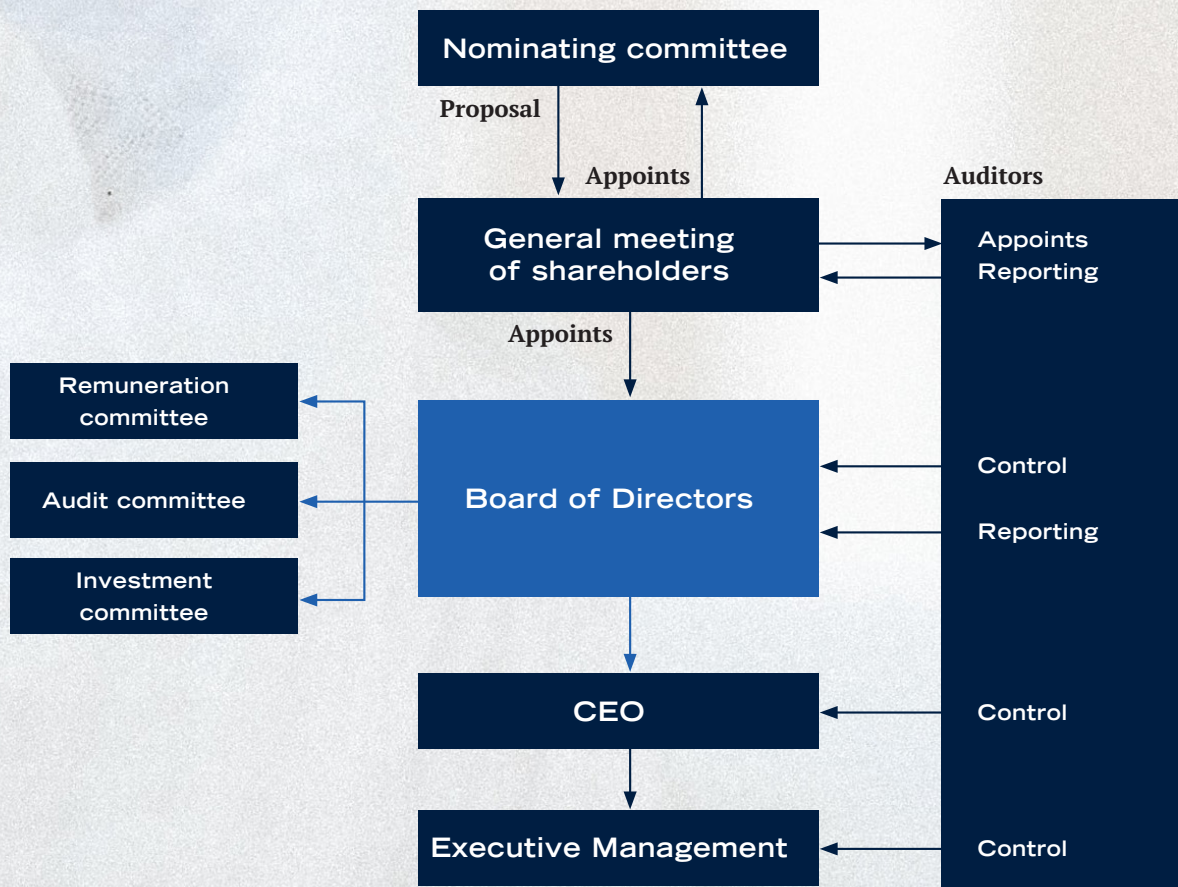 Nominating committee
Proposal
Appoints
Auditors
General meeting
of shareholders
Appoints
Reporting
Appoints
Remuneration
committee
Audit committee
Investment
committee
Board of Directors
Control
Reporting
CEO
Control
Executive Management
Control